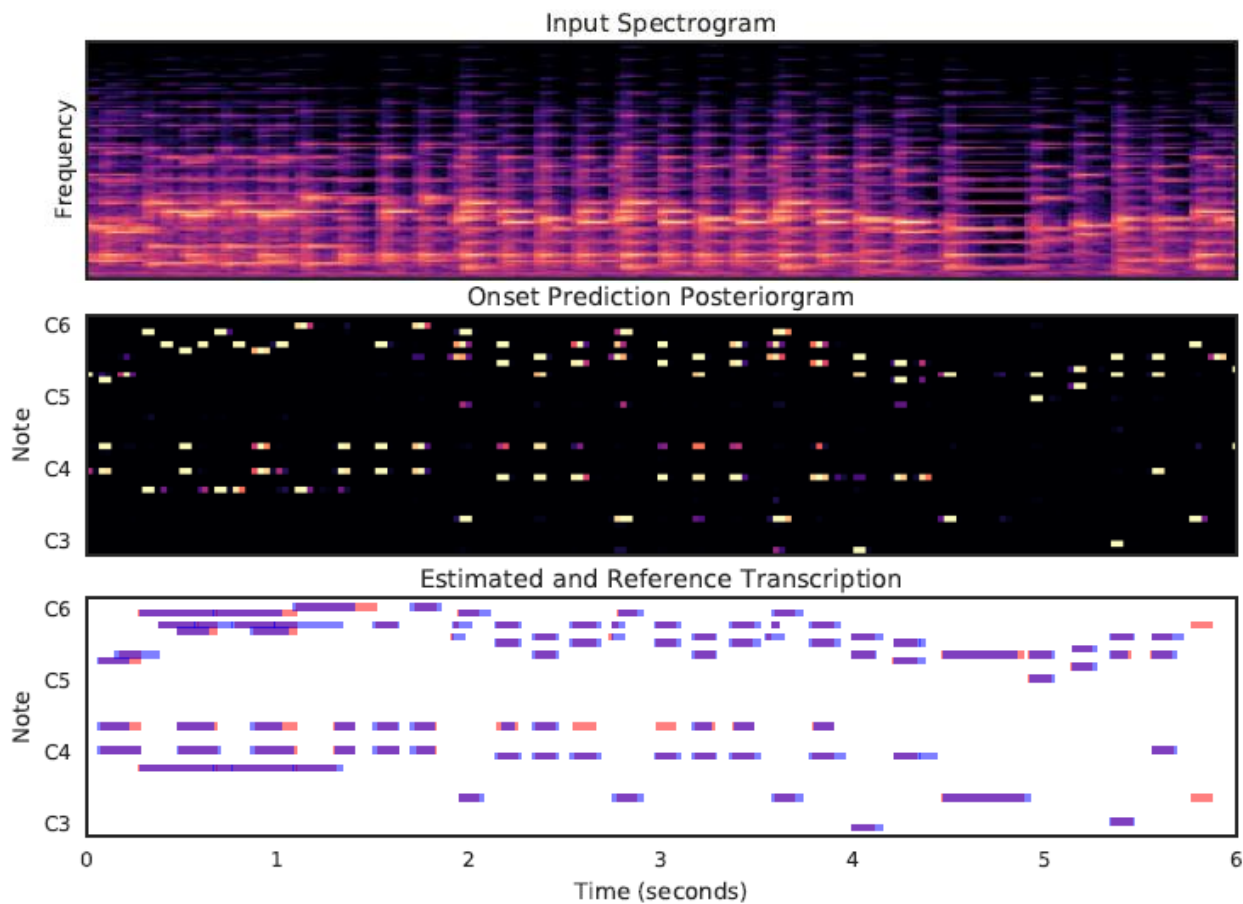 Input Spectrogram
Frequency
Onset Prediction Posteriorgram
C6
C5
Note
C4
C3
Estimated and Reference Transcription
C6
C5
Note
C4
C3
0 1 2 3 4 5 6
Time (seconds)